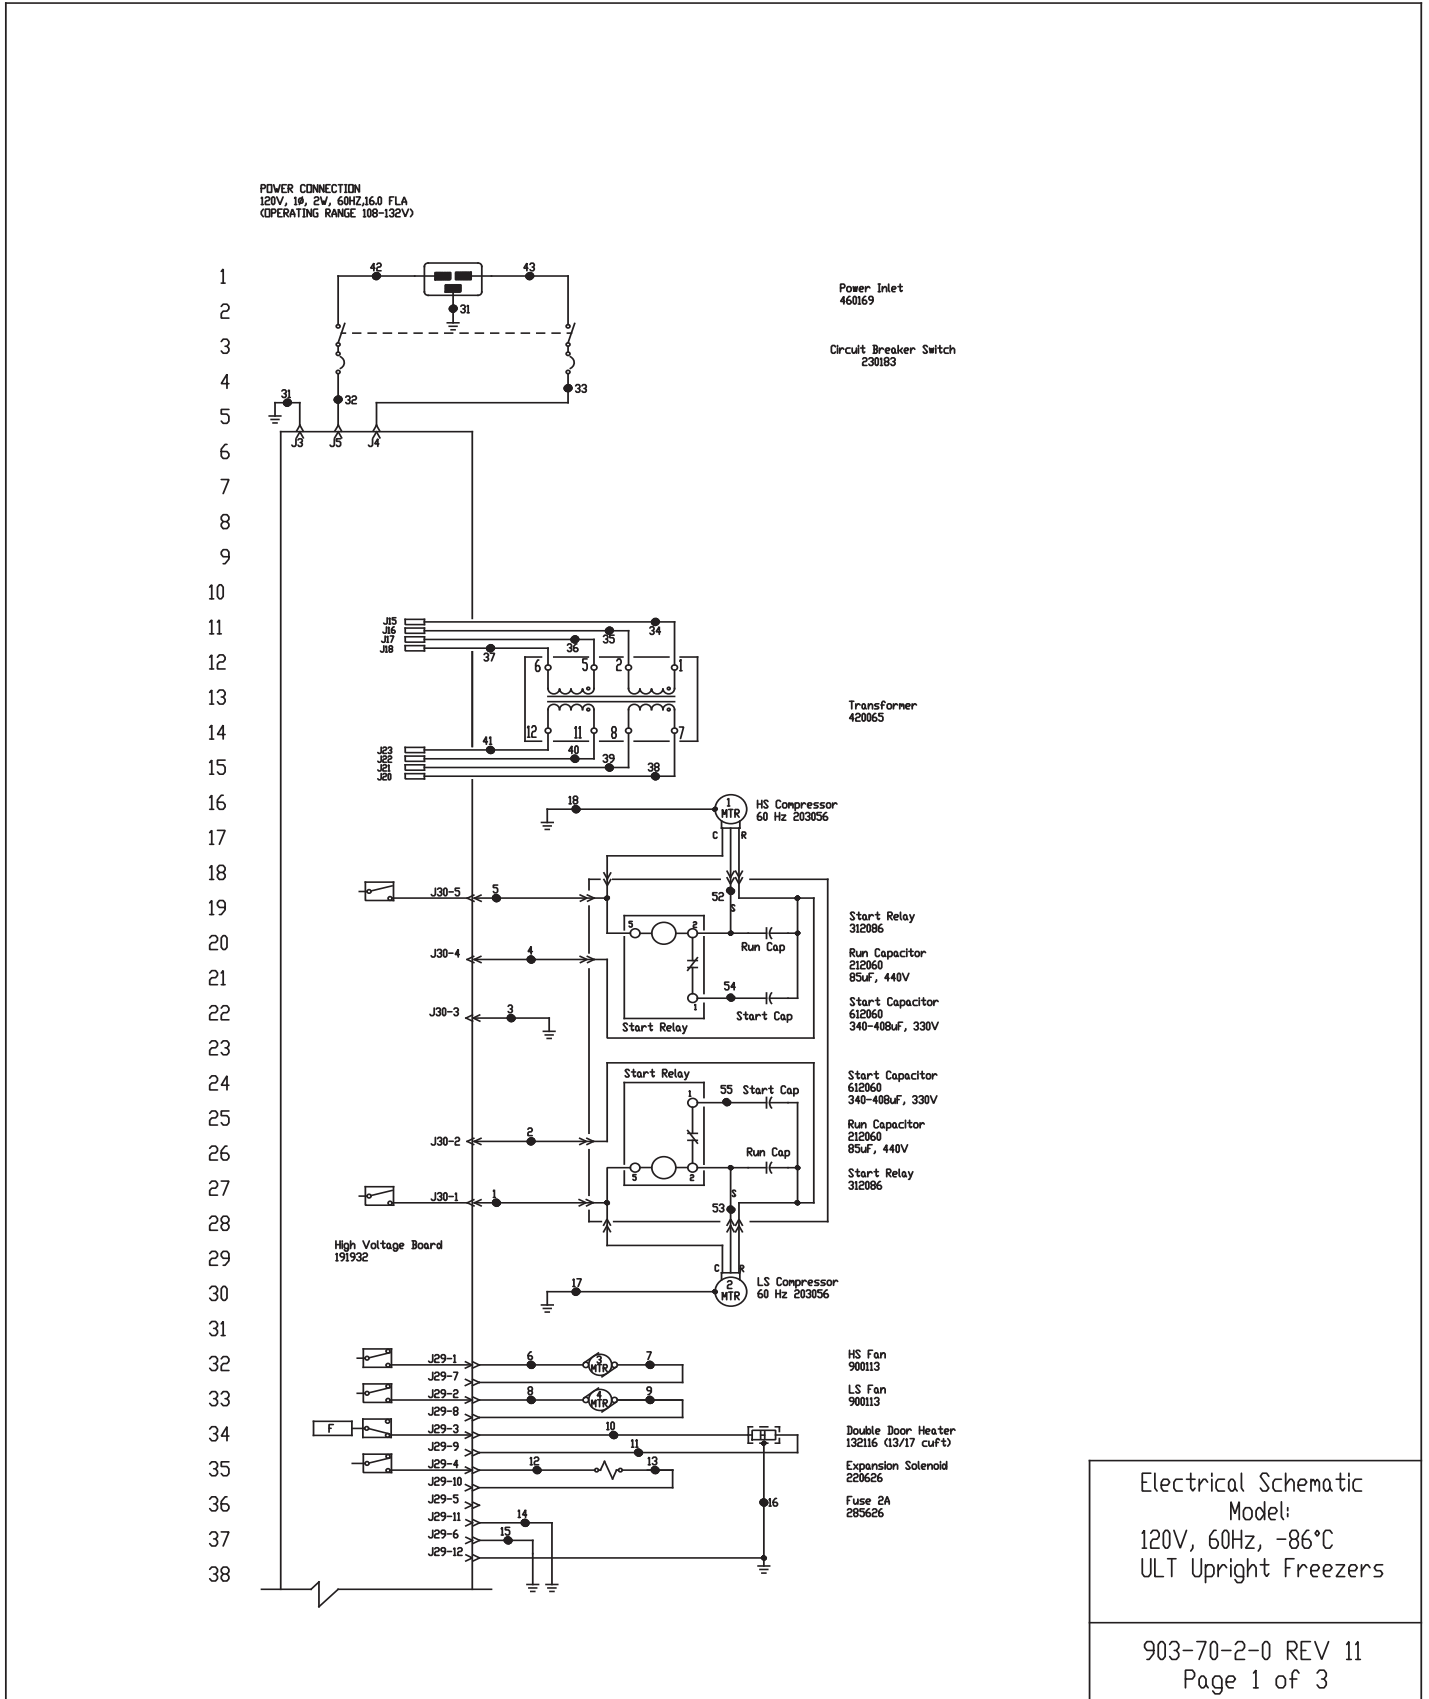 POWER CONNECTION
120V, 1ø, 2W, 60HZ,16.0 FLA
(OPERATING RANGE 108-132V)
1
42
43
Power Inlet
460169
2
31
3
Circuit Breaker Switch
230183
4
33
31
32
5
J3
J5
J4
6
7
8
9
10
11
J15
J16
J17
J18
34
35
36
37
12
6
5
2
1
13
Transformer
420065
14
12
11
8
7
41
40
39
38
15
J23
J22
J21
J20
16
18
1
MTR
HS Compressor
60 Hz 203056
17
C
R
18
J30-5
5
52
S
19
Start Relay
312086
20
5
2
Run Cap
J30-4
4
Run Capacitor
212060
85uF, 440V
21
54
1
Start Cap
Start Relay
22
J30-3
3
Start Capacitor
612060
340-408uF, 330V
23
24
Start Relay
Start Capacitor
612060
340-408uF, 330V
1
55
Start Cap
25
J30-2
2
Run Capacitor
212060
85uF, 440V
26
Run Cap
5
2
27
J30-1
1
S
53
Start Relay
312086
28
High Voltage Board
191932
29
C
R
30
17
2
MTR
LS Compressor
60 Hz 203056
31
32
J29-1
6
3
MTR
7
HS Fan
900113
J29-7
33
J29-2
8
4
MTR
9
LS Fan
900113
J29-8
34
F
J29-3
10
H
Double Door Heater
132116 (13/17 cuft)
J29-9
11
35
J29-4
12
13
Expansion Solenoid
220626
J29-10
36
J29-5
16
Fuse 2A
285626
J29-11
14
37
J29-6
15
J29-12
38
Electrical Schematic
Model:
120V, 60Hz, -86°C
ULT Upright Freezers
903-70-2-0 REV 11
Page 1 of 3